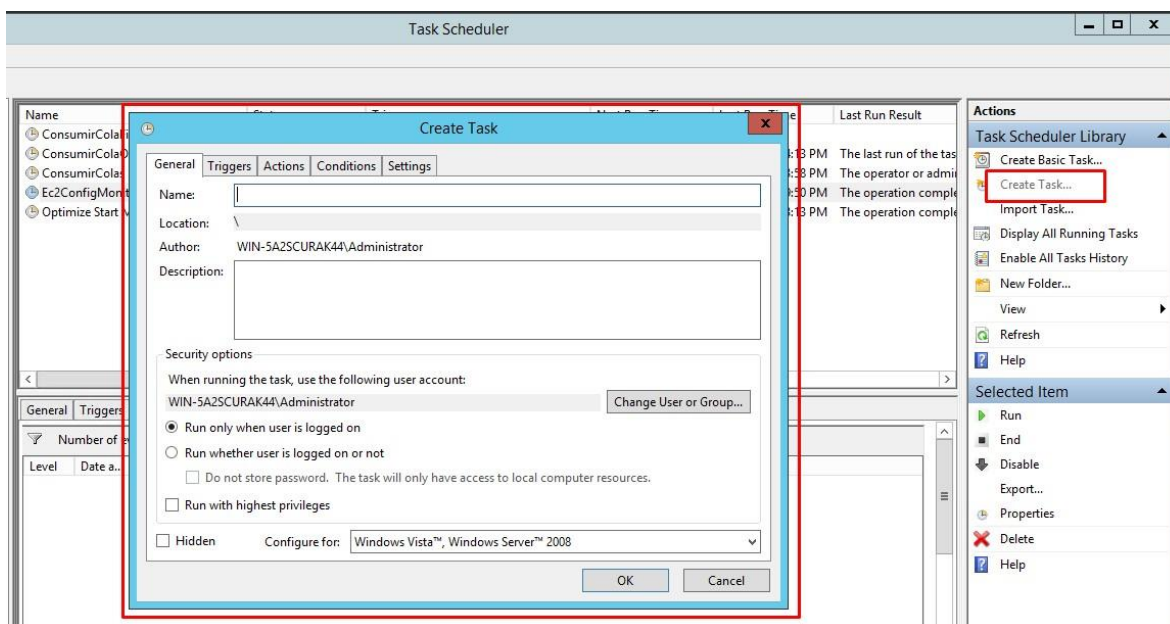 Task Scheduler
Name
Last Run Result
ConsumirColaO
ConsumirColas
Ec2ConfigMonit
Optimize Start M
3:58 PM The operator or admi
9:50 PM The operation comple
3:13 PM The operation comple
The last run of the tas
Create Task
General Triggers Actions Conditions Settings
Name:
Location: \
Author: WIN-5A2SCURAK44\Administrator
Description:
Security options
When running the task, use the following user account:
WIN-5A2SCURAK44\Administrator Change User or Group...
Run only when user is logged on
Run whether user is logged on or not
Do not store password. The task will only have access to local computer resources.
Run with highest privileges
Hidden Configure for: Windows Vista™, Windows Server™ 2008
OK Cancel
General Triggers
Number of e
Level Date a..
Actions
Task Scheduler Library
Create Basic Task...
Create Task...
Import Task...
Display All Running Tasks
Enable All Tasks History
New Folder...
View
Refresh
Help
Selected Item
Run
End
Disable
Export...
Properties
Delete
Help